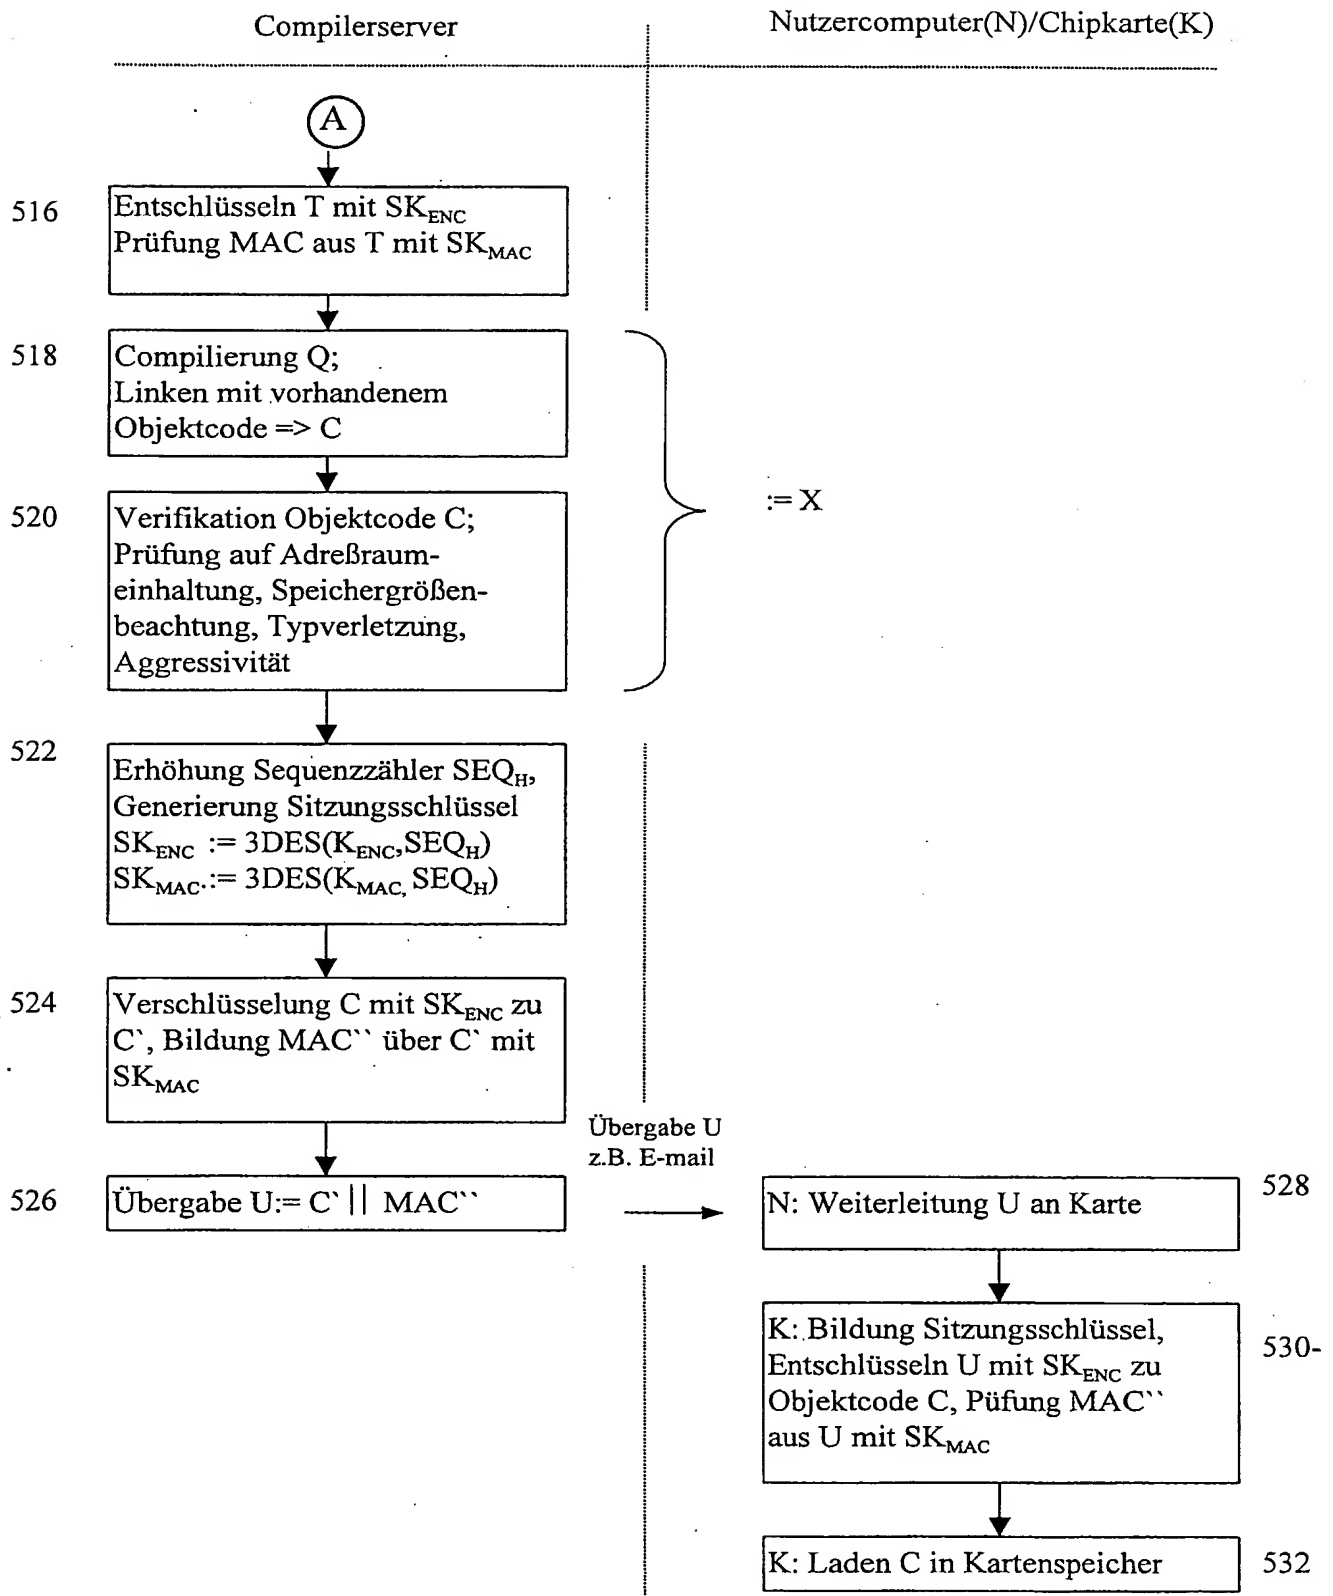 Compilerserver
Nutzercomputer(N)/Chipkarte(K)
A
516
Entschlüsseln T mit SK_ENC
Prüfung MAC aus T mit SK_MAC
518
Compilierung Q;
Linken mit vorhandenem
Objektcode => C
:= X
520
Verifikation Objektcode C;
Prüfung auf Adreßraum-
einhaltung, Speichergrößen-
beachtung, Typverletzung,
Aggressivität
522
Erhöhung Sequenzzähler SEQ_H,
Generierung Sitzungsschlüssel
SK_ENC := 3DES(K_ENC,SEQ_H)
SK_MAC.:= 3DES(K_MAC, SEQ_H)
524
Verschlüsselung C mit SK_ENC zu
C`, Bildung MAC`` über C` mit
SK_MAC
Übergabe U
z.B. E-mail
526
Übergabe U:= C` || MAC``
528
N: Weiterleitung U an Karte
530-
K: Bildung Sitzungsschlüssel,
Entschlüsseln U mit SK_ENC zu
Objektcode C, Püfung MAC``
aus U mit SK_MAC
K: Laden C in Kartenspeicher
532